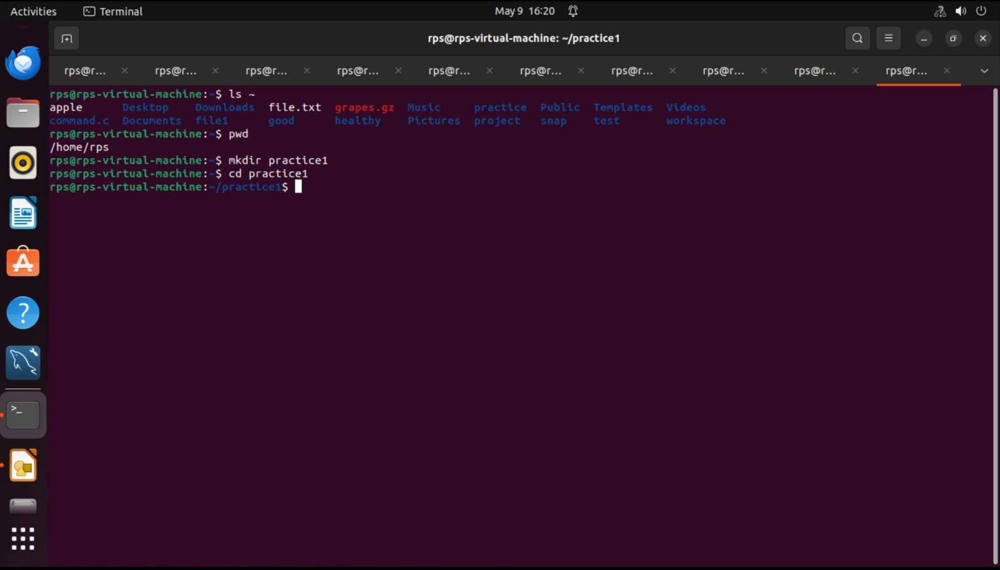 Activities Terminal May 9 16:20
rps@rps-virtual-machine: ~/practice1
rps@r... rps@r... rps@r... rps@r... rps@r... rps@r... rps@r... rps@r... rps@r... rps@r...
rps@rps-virtual-machine:~$ ls ~
apple Desktop Downloads file.txt grapes.gz Music practice Public Templates Videos
command.c Documents file1 good healthy Pictures project snap test workspace
rps@rps-virtual-machine:~$ pwd
/home/rps
rps@rps-virtual-machine:~$ mkdir practice1
rps@rps-virtual-machine:~$ cd practice1
rps@rps-virtual-machine:~/practice1$